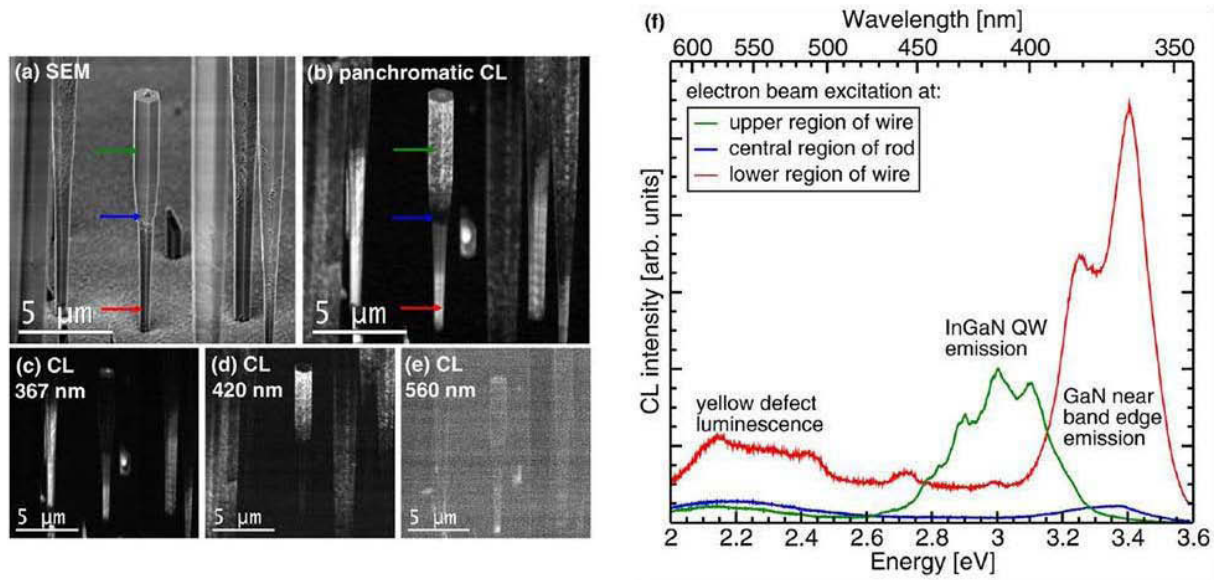 (a) SEM
5 µm
(b) panchromatic CL
5 µm
(c) CL
367 nm
5 µm
(d) CL
420 nm
5 µm
(e) CL
560 nm
5 µm
(f)
Wavelength [nm]
600 550 500 450 400 350
electron beam excitation at:
upper region of wire
central region of rod
lower region of wire
InGaN QW
emission
yellow defect
luminescence
GaN near
band edge
emission
CL intensity [arb. units]
2 2.2 2.4 2.6 2.8 3 3.2 3.4 3.6
Energy [eV]